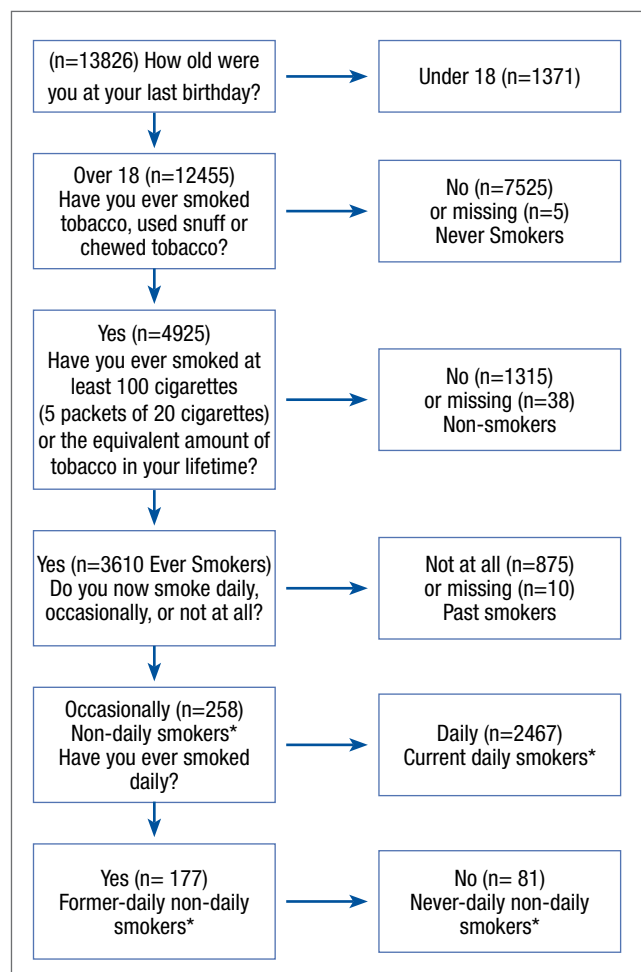 (n=13826) How old were
you at your last birthday?
Under 18 (n=1371)
Over 18 (n=12455)
Have you ever smoked
tobacco, used snuff or
chewed tobacco?
No (n=7525)
or missing (n=5)
Never Smokers
Yes (n=4925)
Have you ever smoked at
least 100 cigarettes
(5 packets of 20 cigarettes)
or the equivalent amount of
tobacco in your lifetime?
No (n=1315)
or missing (n=38)
Non-smokers
Yes (n=3610 Ever Smokers)
Do you now smoke daily,
occasionally, or not at all?
Not at all (n=875)
or missing (n=10)
Past smokers
Occasionally (n=258)
Non-daily smokers*
Have you ever smoked
daily?
Daily (n=2467)
Current daily smokers*
Yes (n= 177)
Former-daily non-daily
smokers*
No (n= 81)
Never-daily non-daily
smokers*